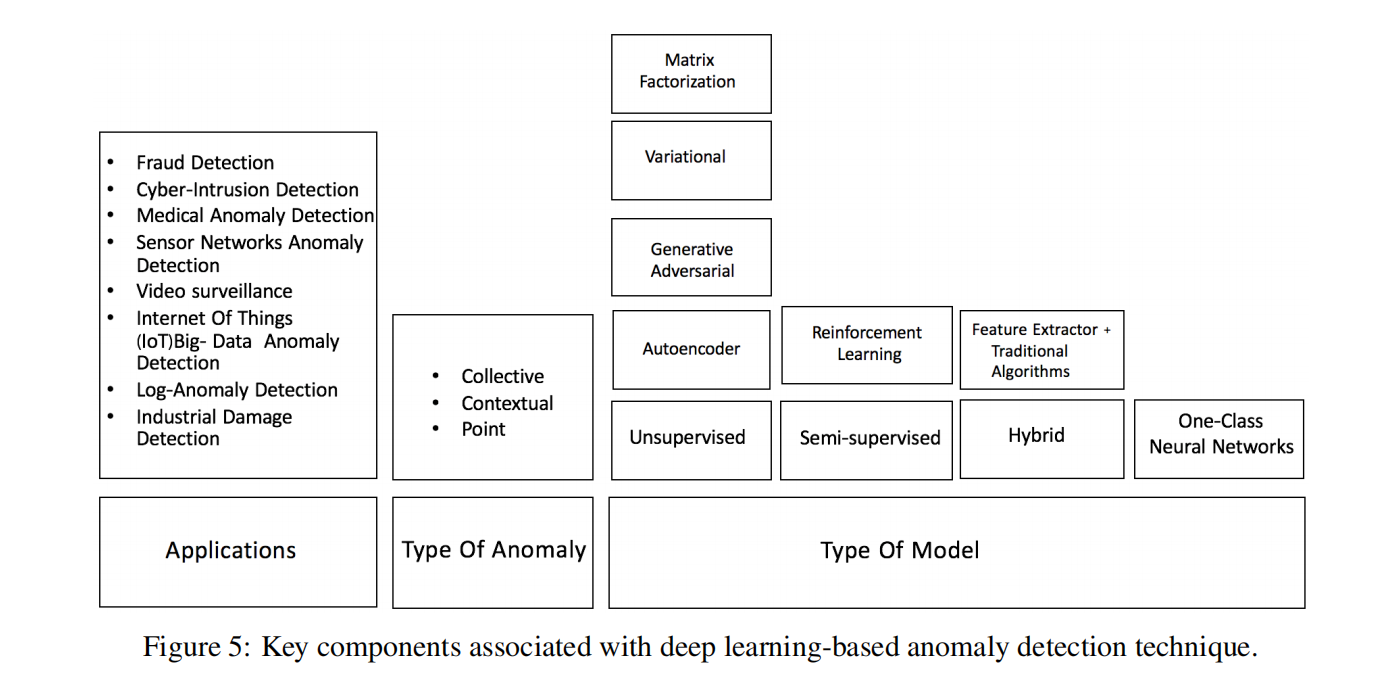 Matrix
Factorization
Variational
Generative
Adversarial
Autoencoder
Reinforcement
Learning
Feature Extractor +
Traditional
Algorithms
• Fraud Detection
• Cyber-Intrusion Detection
• Medical Anomaly Detection
• Sensor Networks Anomaly
Detection
• Video surveillance
• Internet Of Things
(IoT)Big- Data Anomaly
Detection
• Log-Anomaly Detection
• Industrial Damage
Detection
• Collective
• Contextual
• Point
Unsupervised
Semi-supervised
Hybrid
One-Class
Neural Networks
Applications
Type Of Anomaly
Type Of Model
Figure 5: Key components associated with deep learning-based anomaly detection technique.